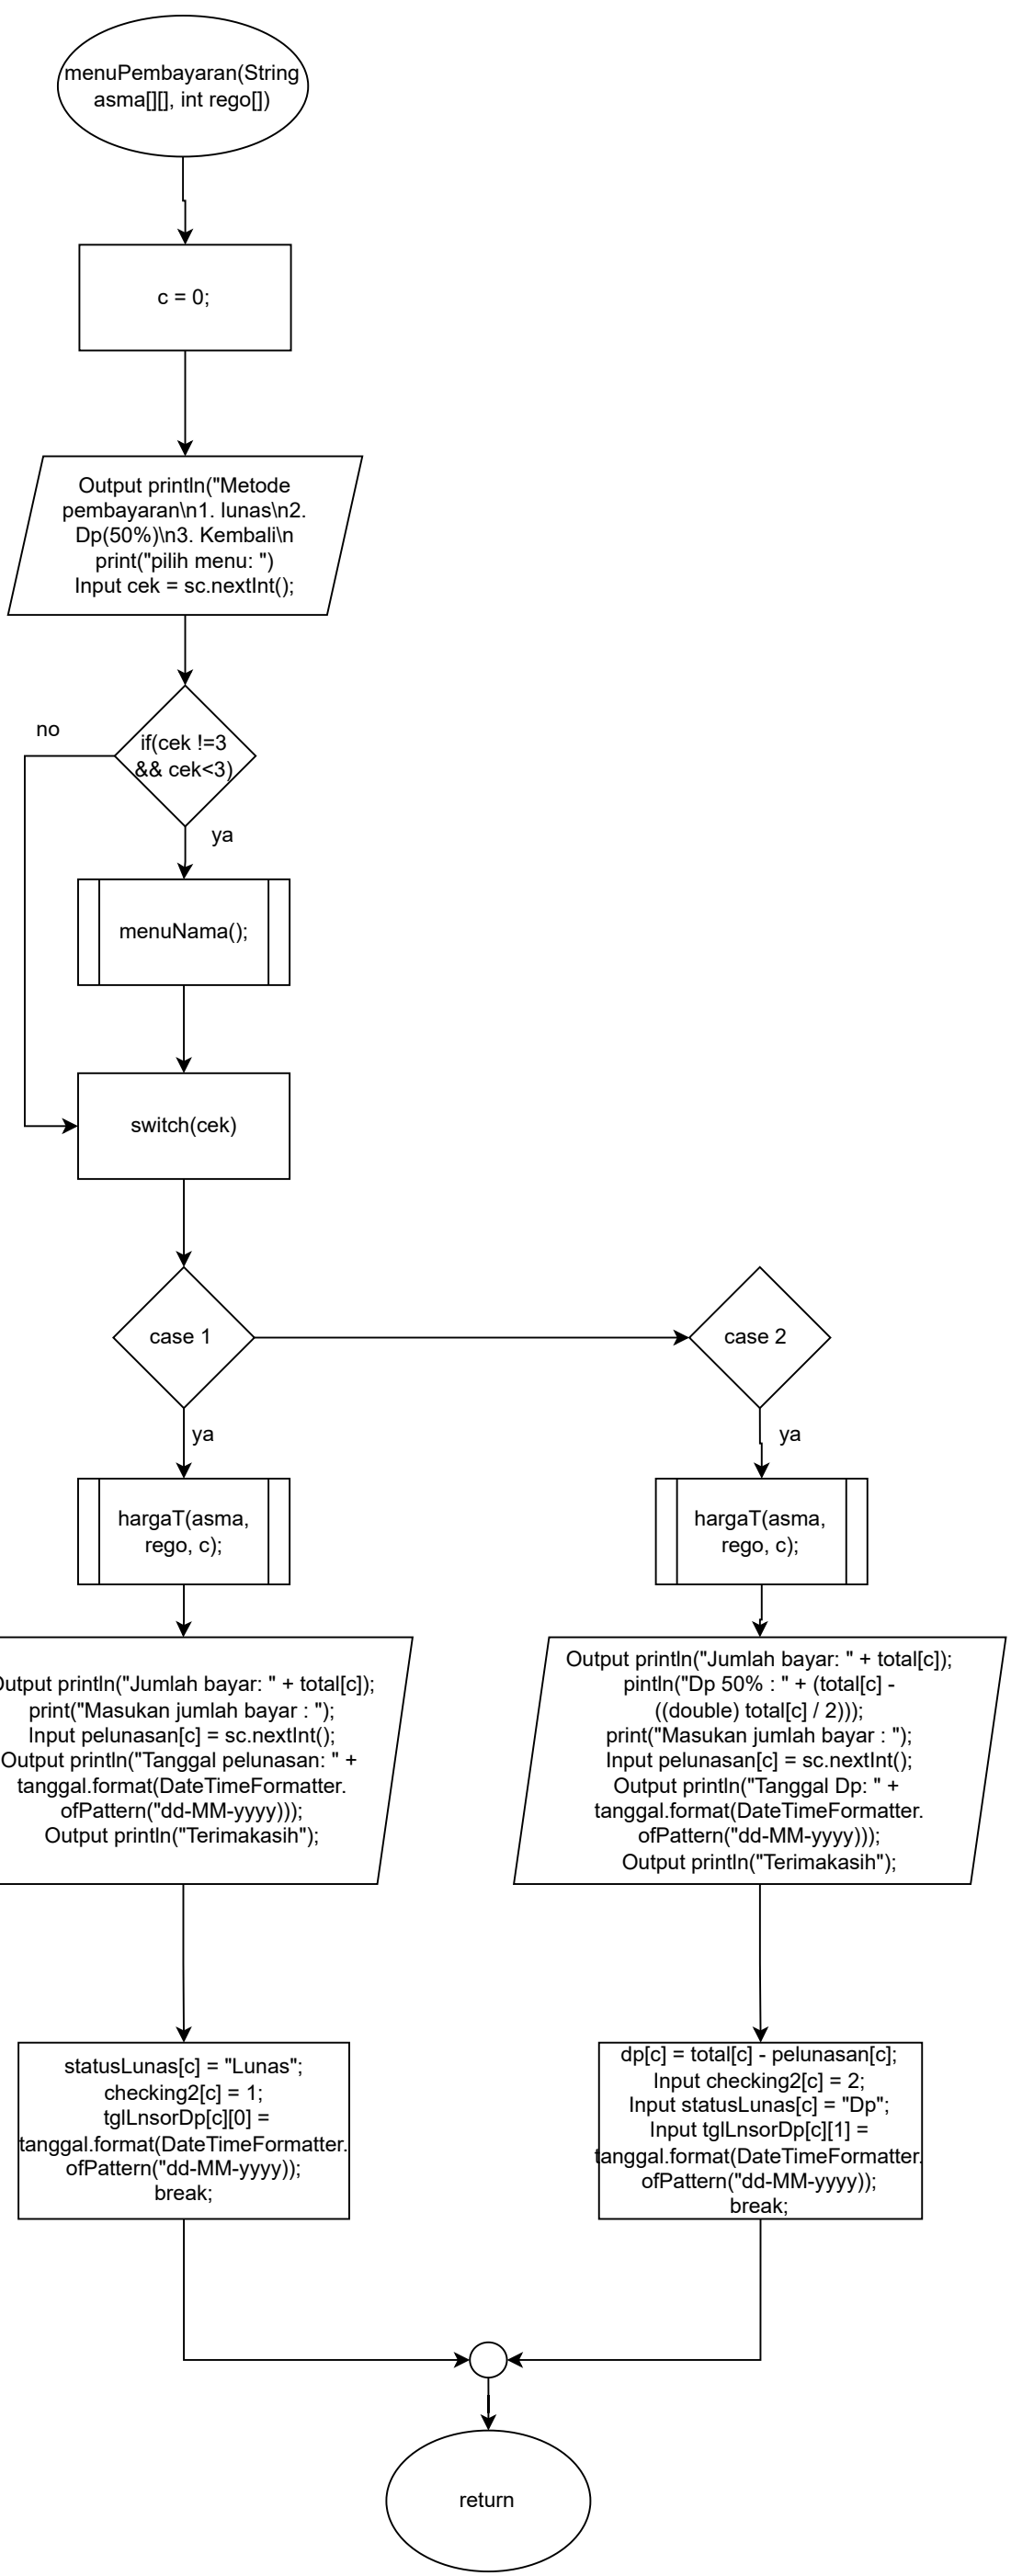 menuPembayaran(String
asma[][], int rego[])
c = 0;
Output println("Metode
pembayaran\n1. lunas\n2.
Dp(50%)\n3. Kembali\n
print("pilih menu: ")
Input cek = sc.nextInt();
no
if(cek !=3
&& cek<3)
ya
menuNama();
switch(cek)
case 1
case 2
ya
ya
hargaT(asma,
rego, c);
hargaT(asma,
rego, c);
Output println("Jumlah bayar: " + total[c]);
print("Masukan jumlah bayar : ");
Input pelunasan[c] = sc.nextInt();
Output println("Tanggal pelunasan: " +
tanggal.format(DateTimeFormatter.
ofPattern("dd-MM-yyyy")));
Output println("Terimakasih");
Output println("Jumlah bayar: " + total[c]);
pintln("Dp 50% : " + (total[c] -
((double) total[c] / 2)));
print("Masukan jumlah bayar : ");
Input pelunasan[c] = sc.nextInt();
Output println("Tanggal Dp: " +
tanggal.format(DateTimeFormatter.
ofPattern("dd-MM-yyyy")));
Output println("Terimakasih");
statusLunas[c] = "Lunas";
checking2[c] = 1;
tglLnsorDp[c][0] =
tanggal.format(DateTimeFormatter.
ofPattern("dd-MM-yyyy));
break;
dp[c] = total[c] - pelunasan[c];
Input checking2[c] = 2;
Input statusLunas[c] = "Dp";
Input tglLnsorDp[c][1] =
tanggal.format(DateTimeFormatter.
ofPattern("dd-MM-yyyy));
break;
return